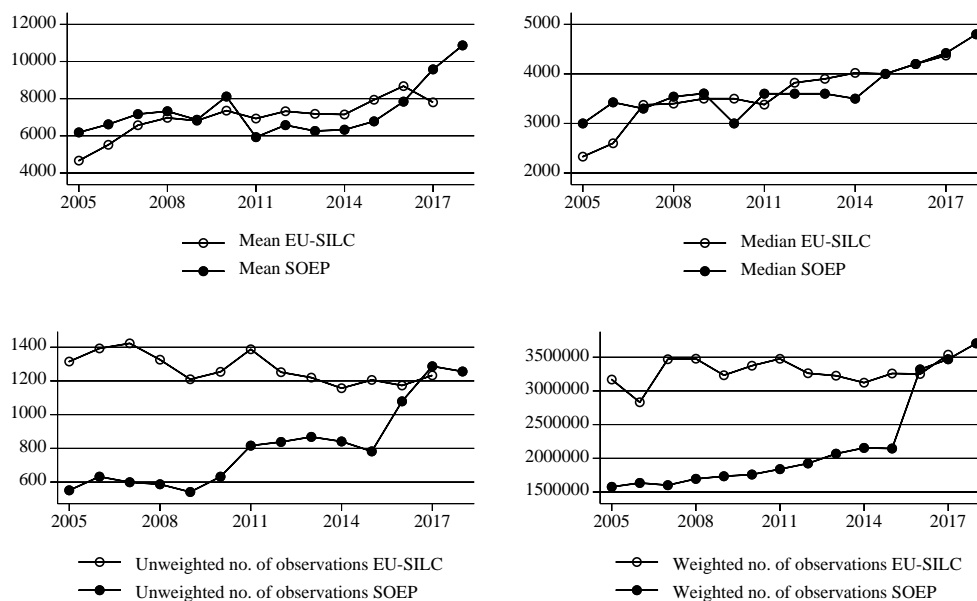 12000
10000
8000
6000
4000
2005 2008 2011 2014 2017
Mean EU-SILC
Mean SOEP
5000
4000
3000
2000
2005 2008 2011 2014 2017
Median EU-SILC
Median SOEP
1400
1200
1000
800
600
2005 2008 2011 2014 2017
Unweighted no. of observations EU-SILC
Unweighted no. of observations SOEP
3500000
3000000
2500000
2000000
1500000
2005 2008 2011 2014 2017
Weighted no. of observations EU-SILC
Weighted no. of observations SOEP